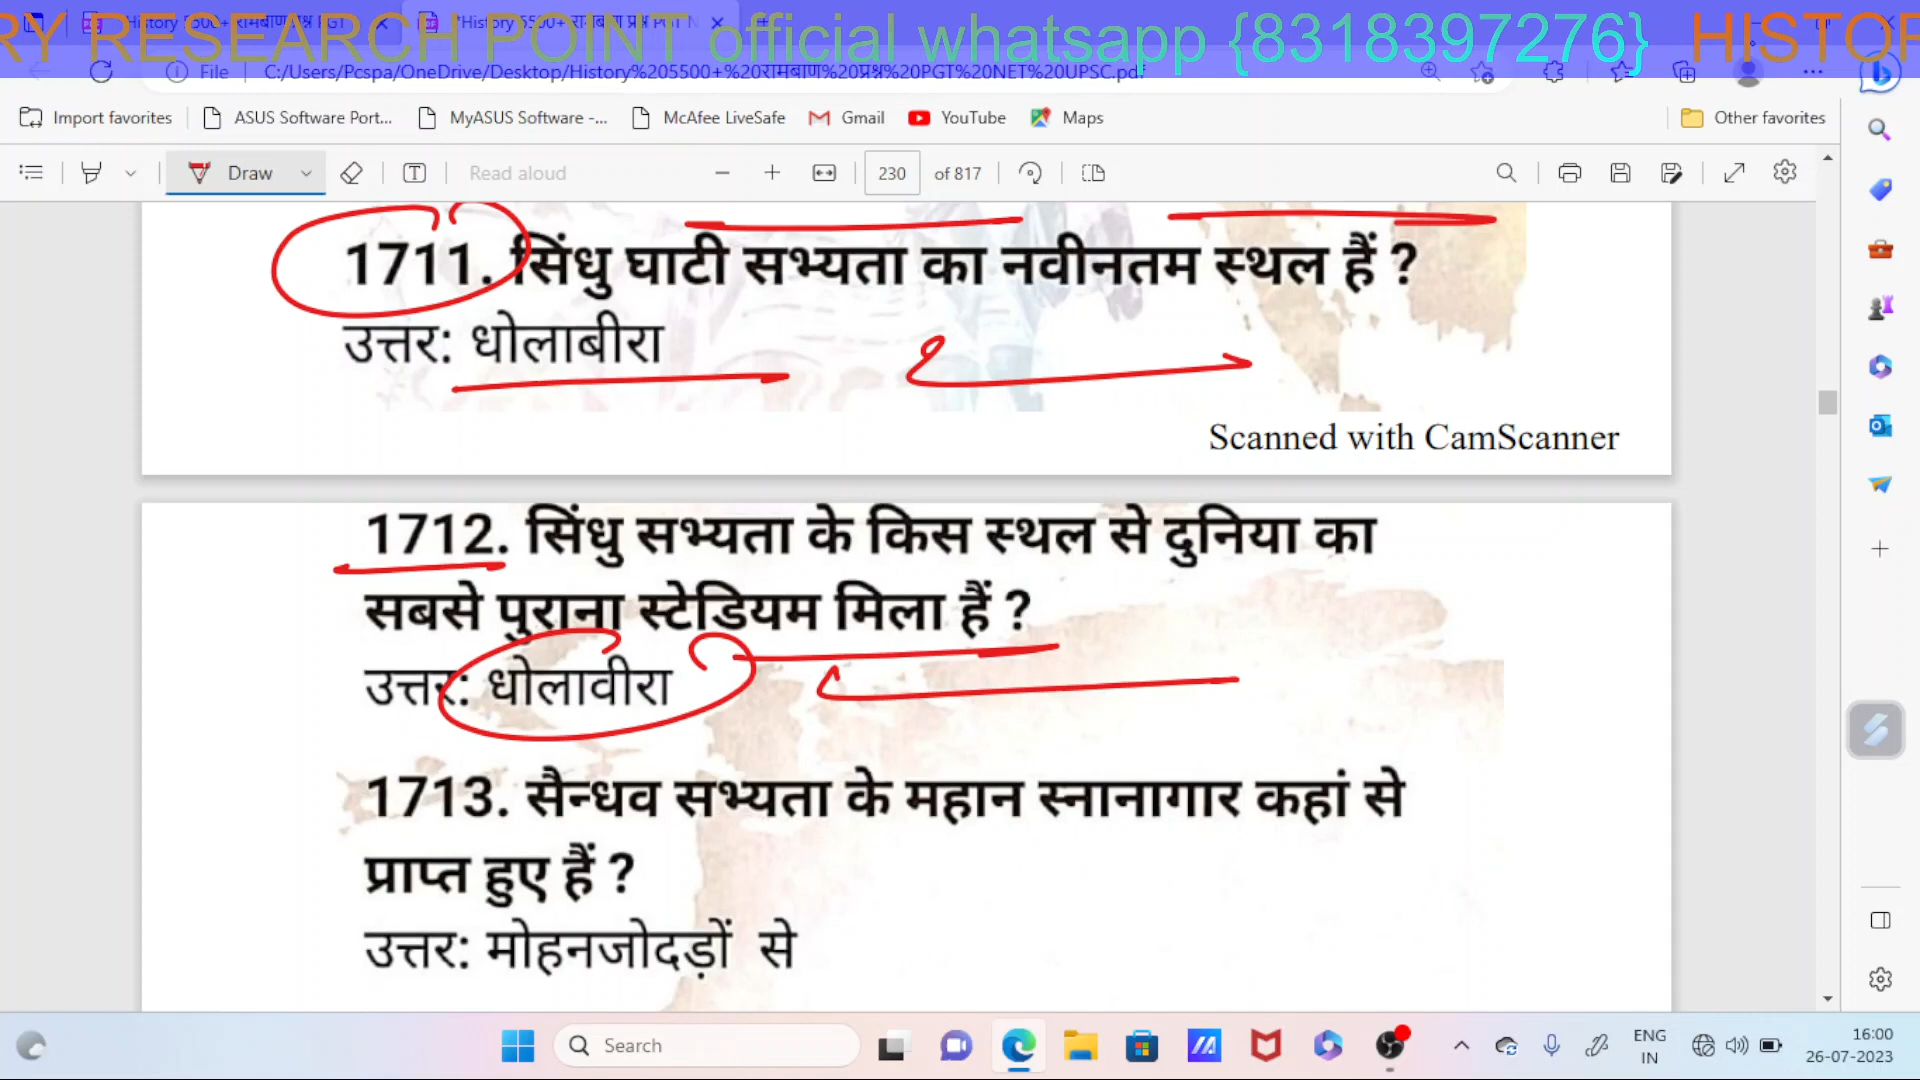 RY RESEARCH POINT official whatsapp {8318397276} HISTOR
File C:/Users/Pcspa/OneDrive/Desktop/History%205500+%20रामबाण%20प्रश्न%20PGT%20NET%20UPSC.pdf
Import favorites ASUS Software Port... MyASUS Software -... McAfee LiveSafe Gmail YouTube Maps Other favorites
Draw Read aloud 230 of 817
1711. सिंधु घाटी सभ्यता का नवीनतम स्थल हैं ?
उत्तर: धोलाबीरा
Scanned with CamScanner
1712. सिंधु सभ्यता के किस स्थल से दुनिया का
सबसे पुराना स्टेडियम मिला हैं ?
उत्तर: धोलावीरा
1713. सैन्धव सभ्यता के महान स्नानागार कहां से
प्राप्त हुए हैं ?
उत्तर: मोहनजोदड़ों से
Search ENG 16:00
IN 26-07-2023